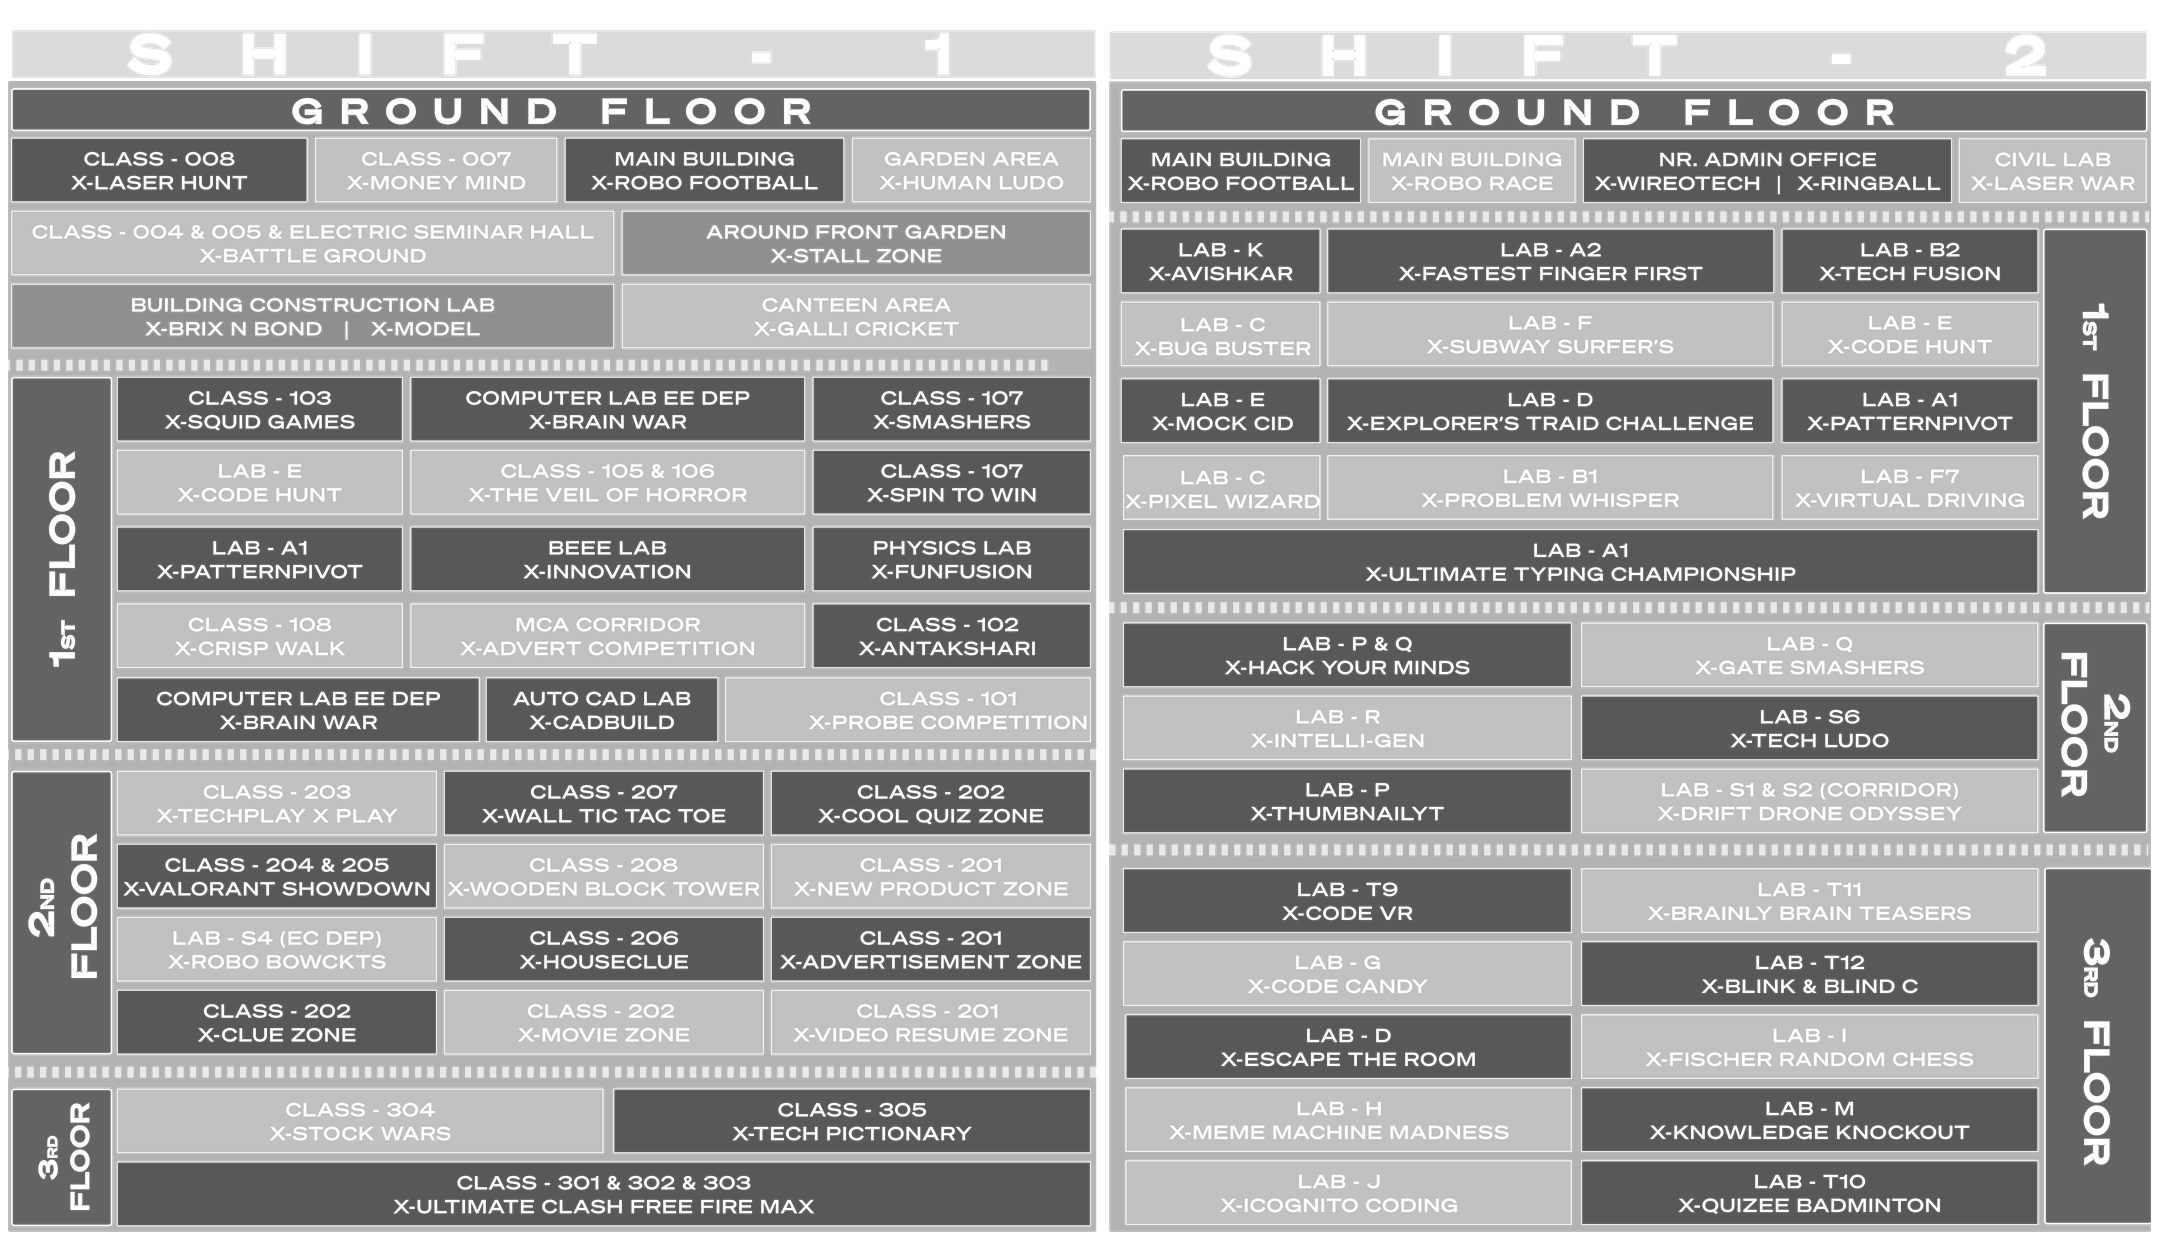 SHIFT - 1
GROUND FLOOR
CLASS - 008
X-LASER HUNT
CLASS - 007
X-MONEY MIND
MAIN BUILDING
X-ROBO FOOTBALL
GARDEN AREA
X-HUMAN LUDO
CLASS - 004 & 005 & ELECTRIC SEMINAR HALL
X-BATTLE GROUND
AROUND FRONT GARDEN
X-STALL ZONE
BUILDING CONSTRUCTION LAB
X-BRIX N BOND | X-MODEL
CANTEEN AREA
X-GALLI CRICKET
1ST FLOOR
CLASS - 103
X-SQUID GAMES
COMPUTER LAB EE DEP
X-BRAIN WAR
CLASS - 107
X-SMASHERS
LAB - E
X-CODE HUNT
CLASS - 105 & 106
X-THE VEIL OF HORROR
CLASS - 107
X-SPIN TO WIN
LAB - A1
X-PATTERNPIVOT
BEEE LAB
X-INNOVATION
PHYSICS LAB
X-FUNFUSION
CLASS - 108
X-CRISP WALK
MCA CORRIDOR
X-ADVERT COMPETITION
CLASS - 102
X-ANTAKSHARI
COMPUTER LAB EE DEP
X-BRAIN WAR
AUTO CAD LAB
X-CADBUILD
CLASS - 101
X-PROBE COMPETITION
2ND
FLOOR
CLASS - 203
X-TECHPLAY X PLAY
CLASS - 207
X-WALL TIC TAC TOE
CLASS - 202
X-COOL QUIZ ZONE
CLASS - 204 & 205
X-VALORANT SHOWDOWN
CLASS - 208
X-WOODEN BLOCK TOWER
CLASS - 201
X-NEW PRODUCT ZONE
LAB - S4 (EC DEP)
X-ROBO BOWCKTS
CLASS - 206
X-HOUSECLUE
CLASS - 201
X-ADVERTISEMENT ZONE
CLASS - 202
X-CLUE ZONE
CLASS - 202
X-MOVIE ZONE
CLASS - 201
X-VIDEO RESUME ZONE
3RD
FLOOR
CLASS - 304
X-STOCK WARS
CLASS - 305
X-TECH PICTIONARY
CLASS - 301 & 302 & 303
X-ULTIMATE CLASH FREE FIRE MAX
SHIFT - 2
GROUND FLOOR
MAIN BUILDING
X-ROBO FOOTBALL
MAIN BUILDING
X-ROBO RACE
NR. ADMIN OFFICE
X-WIREOTECH | X-RINGBALL
CIVIL LAB
X-LASER WAR
LAB - K
X-AVISHKAR
LAB - A2
X-FASTEST FINGER FIRST
LAB - B2
X-TECH FUSION
LAB - C
X-BUG BUSTER
LAB - F
X-SUBWAY SURFER'S
LAB - E
X-CODE HUNT
LAB - E
X-MOCK CID
LAB - D
X-EXPLORER'S TRAID CHALLENGE
LAB - A1
X-PATTERNPIVOT
LAB - C
X-PIXEL WIZARD
LAB - B1
X-PROBLEM WHISPER
LAB - F7
X-VIRTUAL DRIVING
LAB - A1
X-ULTIMATE TYPING CHAMPIONSHIP
1ST FLOOR
LAB - P & Q
X-HACK YOUR MINDS
LAB - Q
X-GATE SMASHERS
LAB - R
X-INTELLI-GEN
LAB - S6
X-TECH LUDO
LAB - P
X-THUMBNAILYT
LAB - S1 & S2 (CORRIDOR)
X-DRIFT DRONE ODYSSEY
2ND
FLOOR
LAB - T9
X-CODE VR
LAB - T11
X-BRAINLY BRAIN TEASERS
LAB - G
X-CODE CANDY
LAB - T12
X-BLINK & BLIND C
LAB - D
X-ESCAPE THE ROOM
LAB - I
X-FISCHER RANDOM CHESS
LAB - H
X-MEME MACHINE MADNESS
LAB - M
X-KNOWLEDGE KNOCKOUT
LAB - J
X-ICOGNITO CODING
LAB - T10
X-QUIZEE BADMINTON
3RD FLOOR